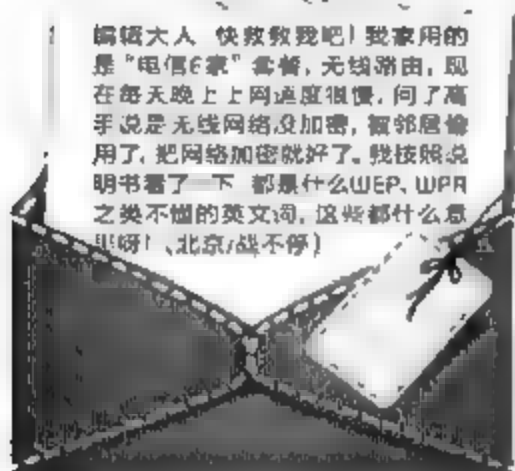 编辑大人 快救救我吧！我家用的
是“电信E家”套餐，无线路由，现
在每天晚上上网速度很慢，问了高
手说是无线网络没加密，被邻居偷
用了，把网络加密就好了。我按照说
明书看了一下 都是什么WEP、WPA
之类不懂的英文词，这些都什么意
思呀！（北京/战不停）